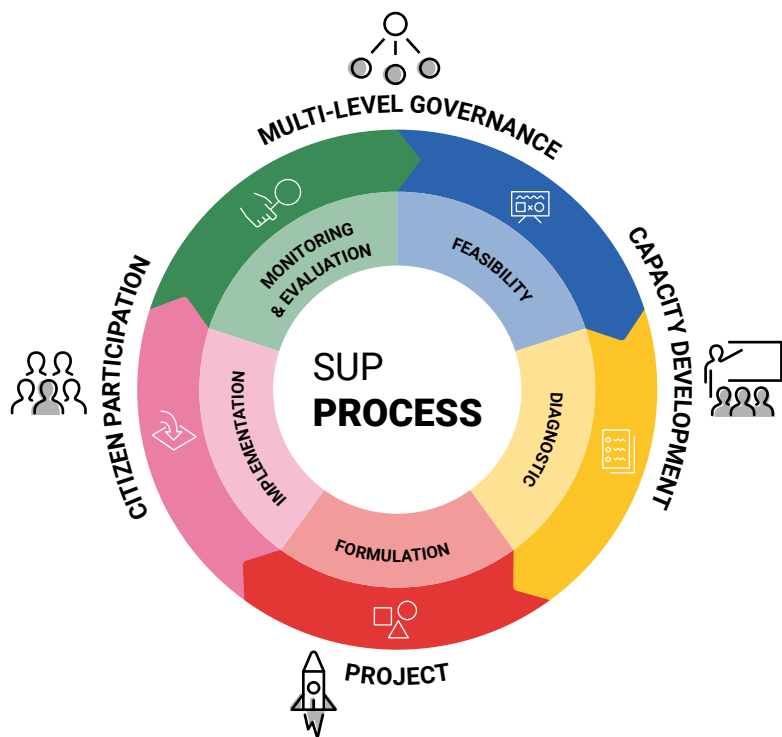 MULTI-LEVEL GOVERNANCE
CAPACITY DEVELOPMENT
PROJECT
CITIZEN PARTICIPATION
FEASIBILITY
DIAGNOSTIC
FORMULATION
IMPLEMENTATION
MONITORING
& EVALUATION
SUP
PROCESS